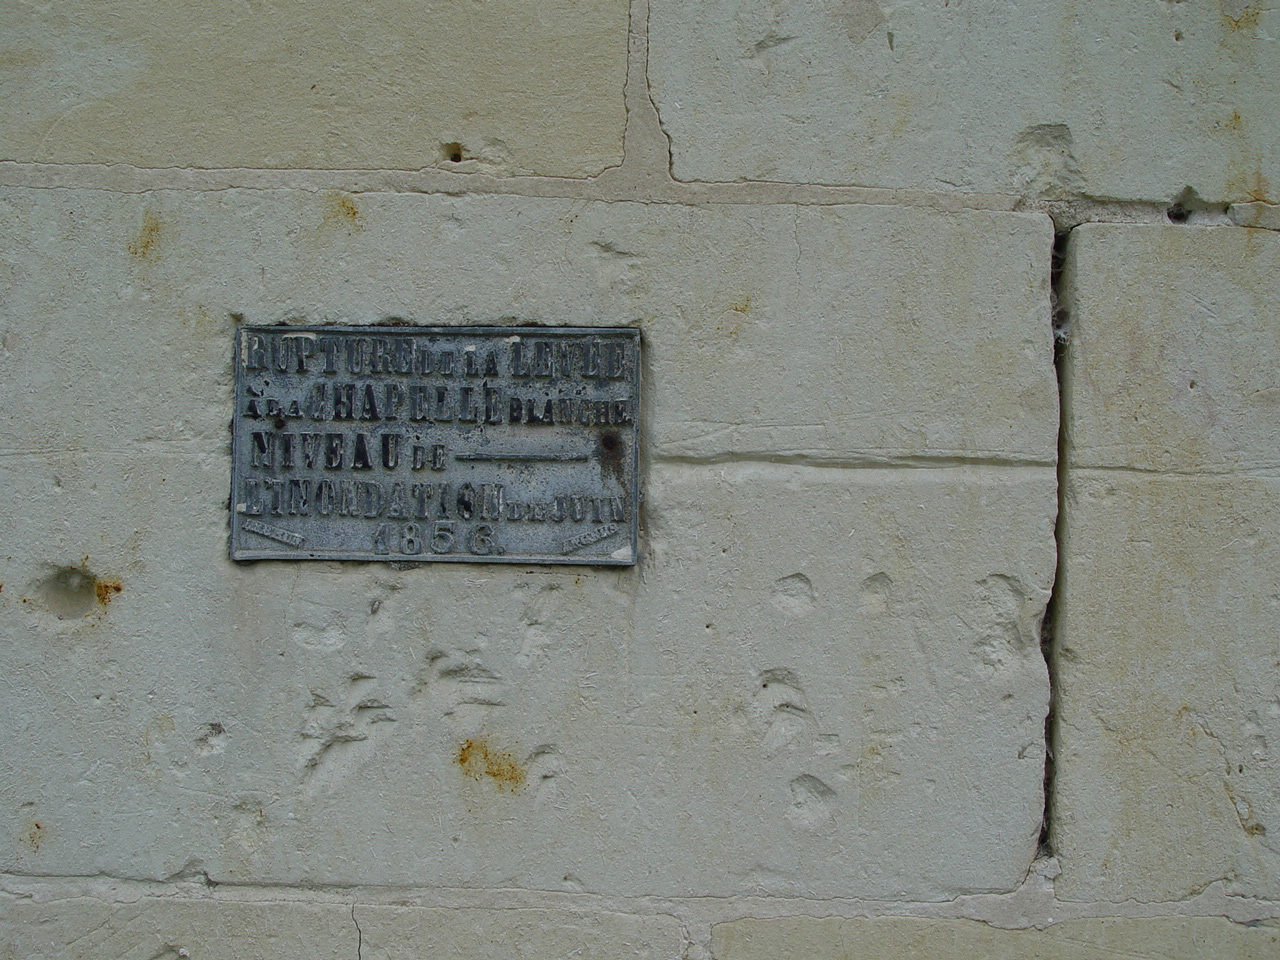 RUPTURE DE LA LEVÉE
À LA CHAPELLE BLANCHE
NIVEAU DE
L'INONDATION DE JUIN
1856.